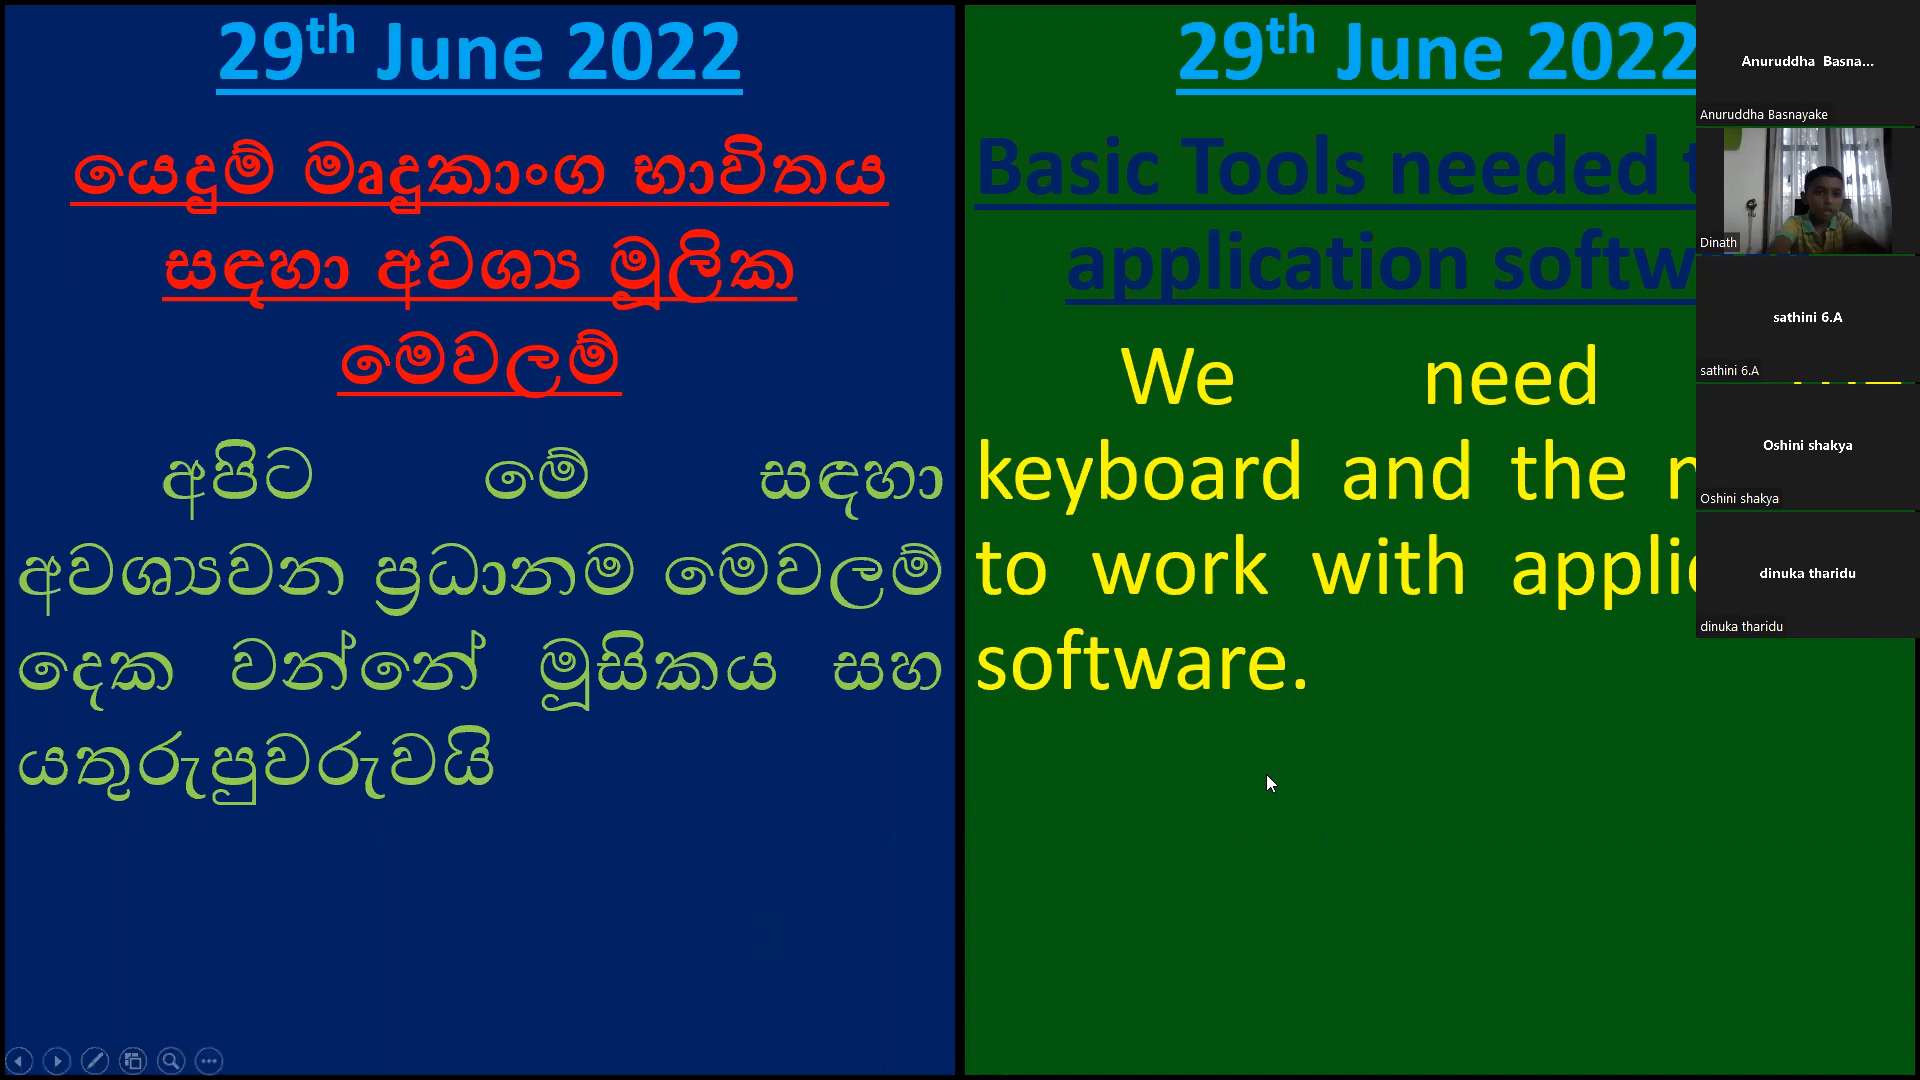 29th June 2022
යෙදුම් මෘදුකාංග භාවිතය
සඳහා අවශ්‍ය මූලික
මෙවලම්
අපිට මේ සඳහා
අවශ්‍යවන ප්‍රධානම මෙවලම්
දෙක වන්නේ මූසිකය සහ
යතුරුපුවරුවයි
29th June 2022
Basic Tools needed
application softw
We need
keyboard and the
to work with applic
software.
Anuruddha Basna...
Anuruddha Basnayake
Dinath
sathini 6.A
sathini 6.A
Oshini shakya
Oshini shakya
dinuka tharidu
dinuka tharidu